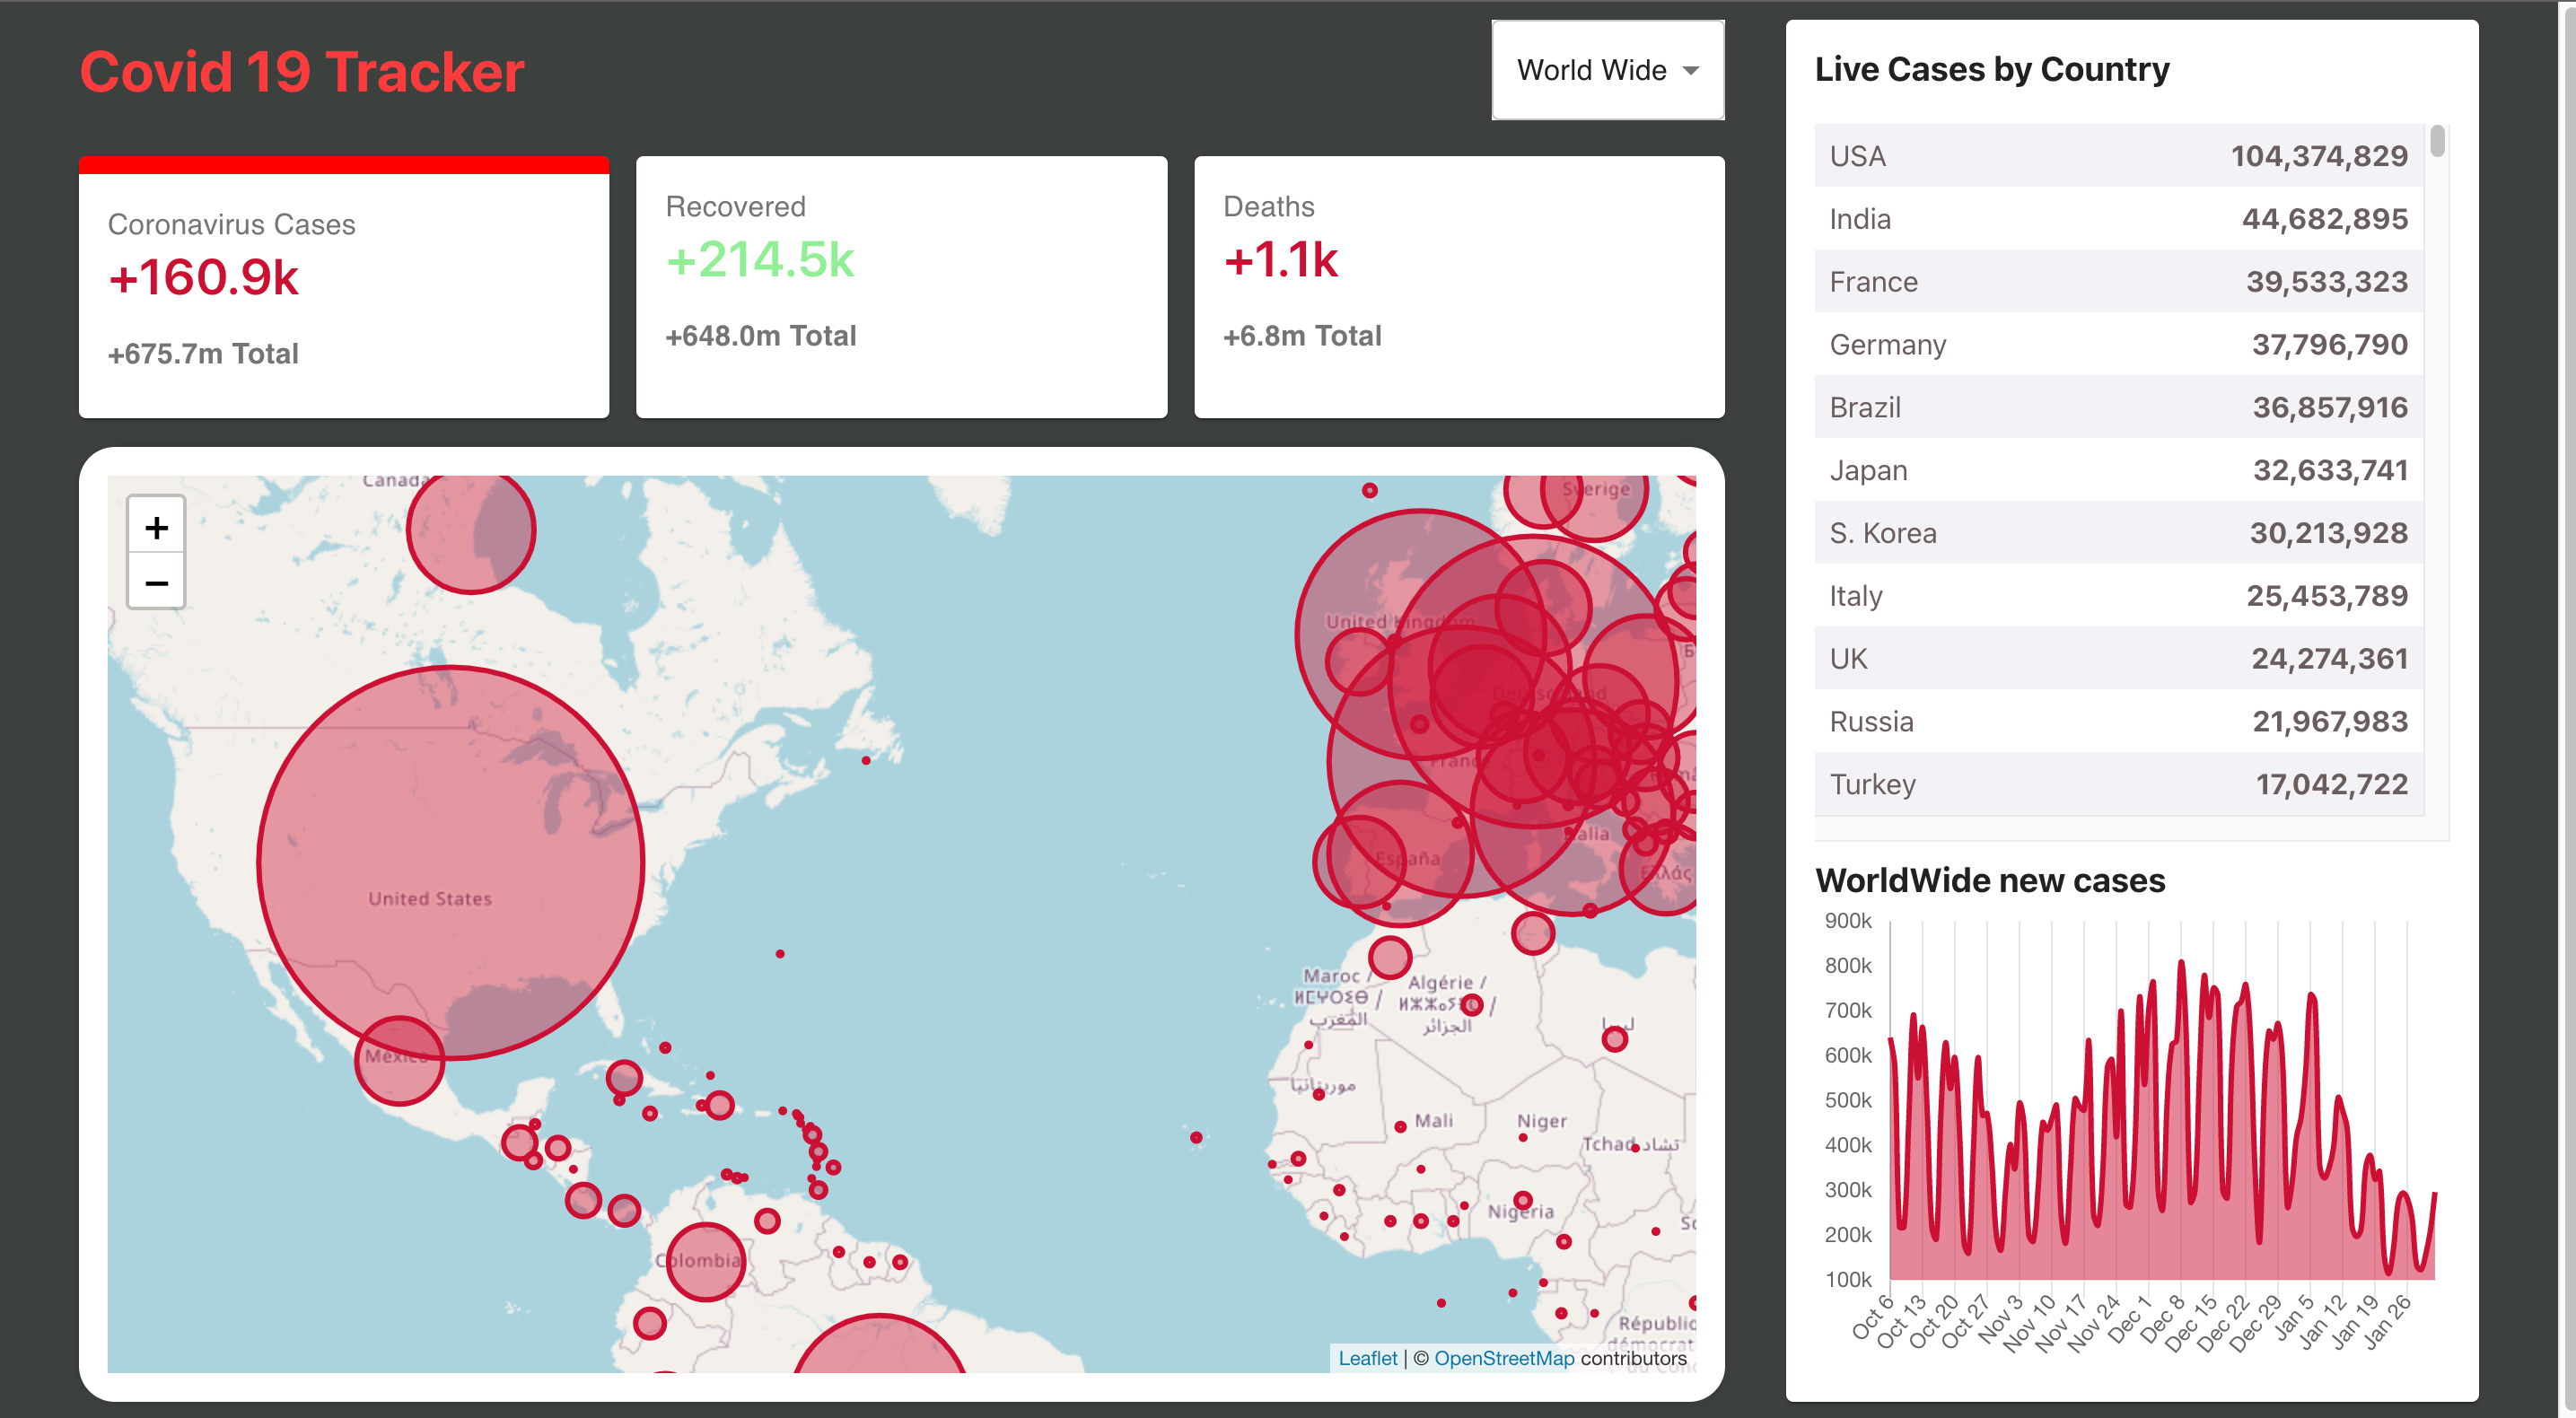 Covid 19 Tracker
World Wide
Coronavirus Cases
+160.9k
+675.7m Total
Recovered
+214.5k
+648.0m Total
Deaths
+1.1k
+6.8m Total
+
−
Canada
Sverige
United Kingdom
Deutschland
France
Italia
España
Ελλάς
United States
México
Maroc /
ⵍⵎⵖⵔⵉⴱ /
المغرب
Algérie /
الجزائر
ليبيا
موريتانيا
Mali
Niger
Tchad تشاد
Nigeria
Colombia
Républic
démocrat
du Conc
Leaflet | © OpenStreetMap contributors
Live Cases by Country
USA 104,374,829
India 44,682,895
France 39,533,323
Germany 37,796,790
Brazil 36,857,916
Japan 32,633,741
S. Korea 30,213,928
Italy 25,453,789
UK 24,274,361
Russia 21,967,983
Turkey 17,042,722
WorldWide new cases
900k
800k
700k
600k
500k
400k
300k
200k
100k
Oct 6
Oct 13
Oct 20
Oct 27
Nov 3
Nov 10
Nov 17
Nov 24
Dec 1
Dec 8
Dec 15
Dec 22
Dec 29
Jan 5
Jan 12
Jan 19
Jan 26